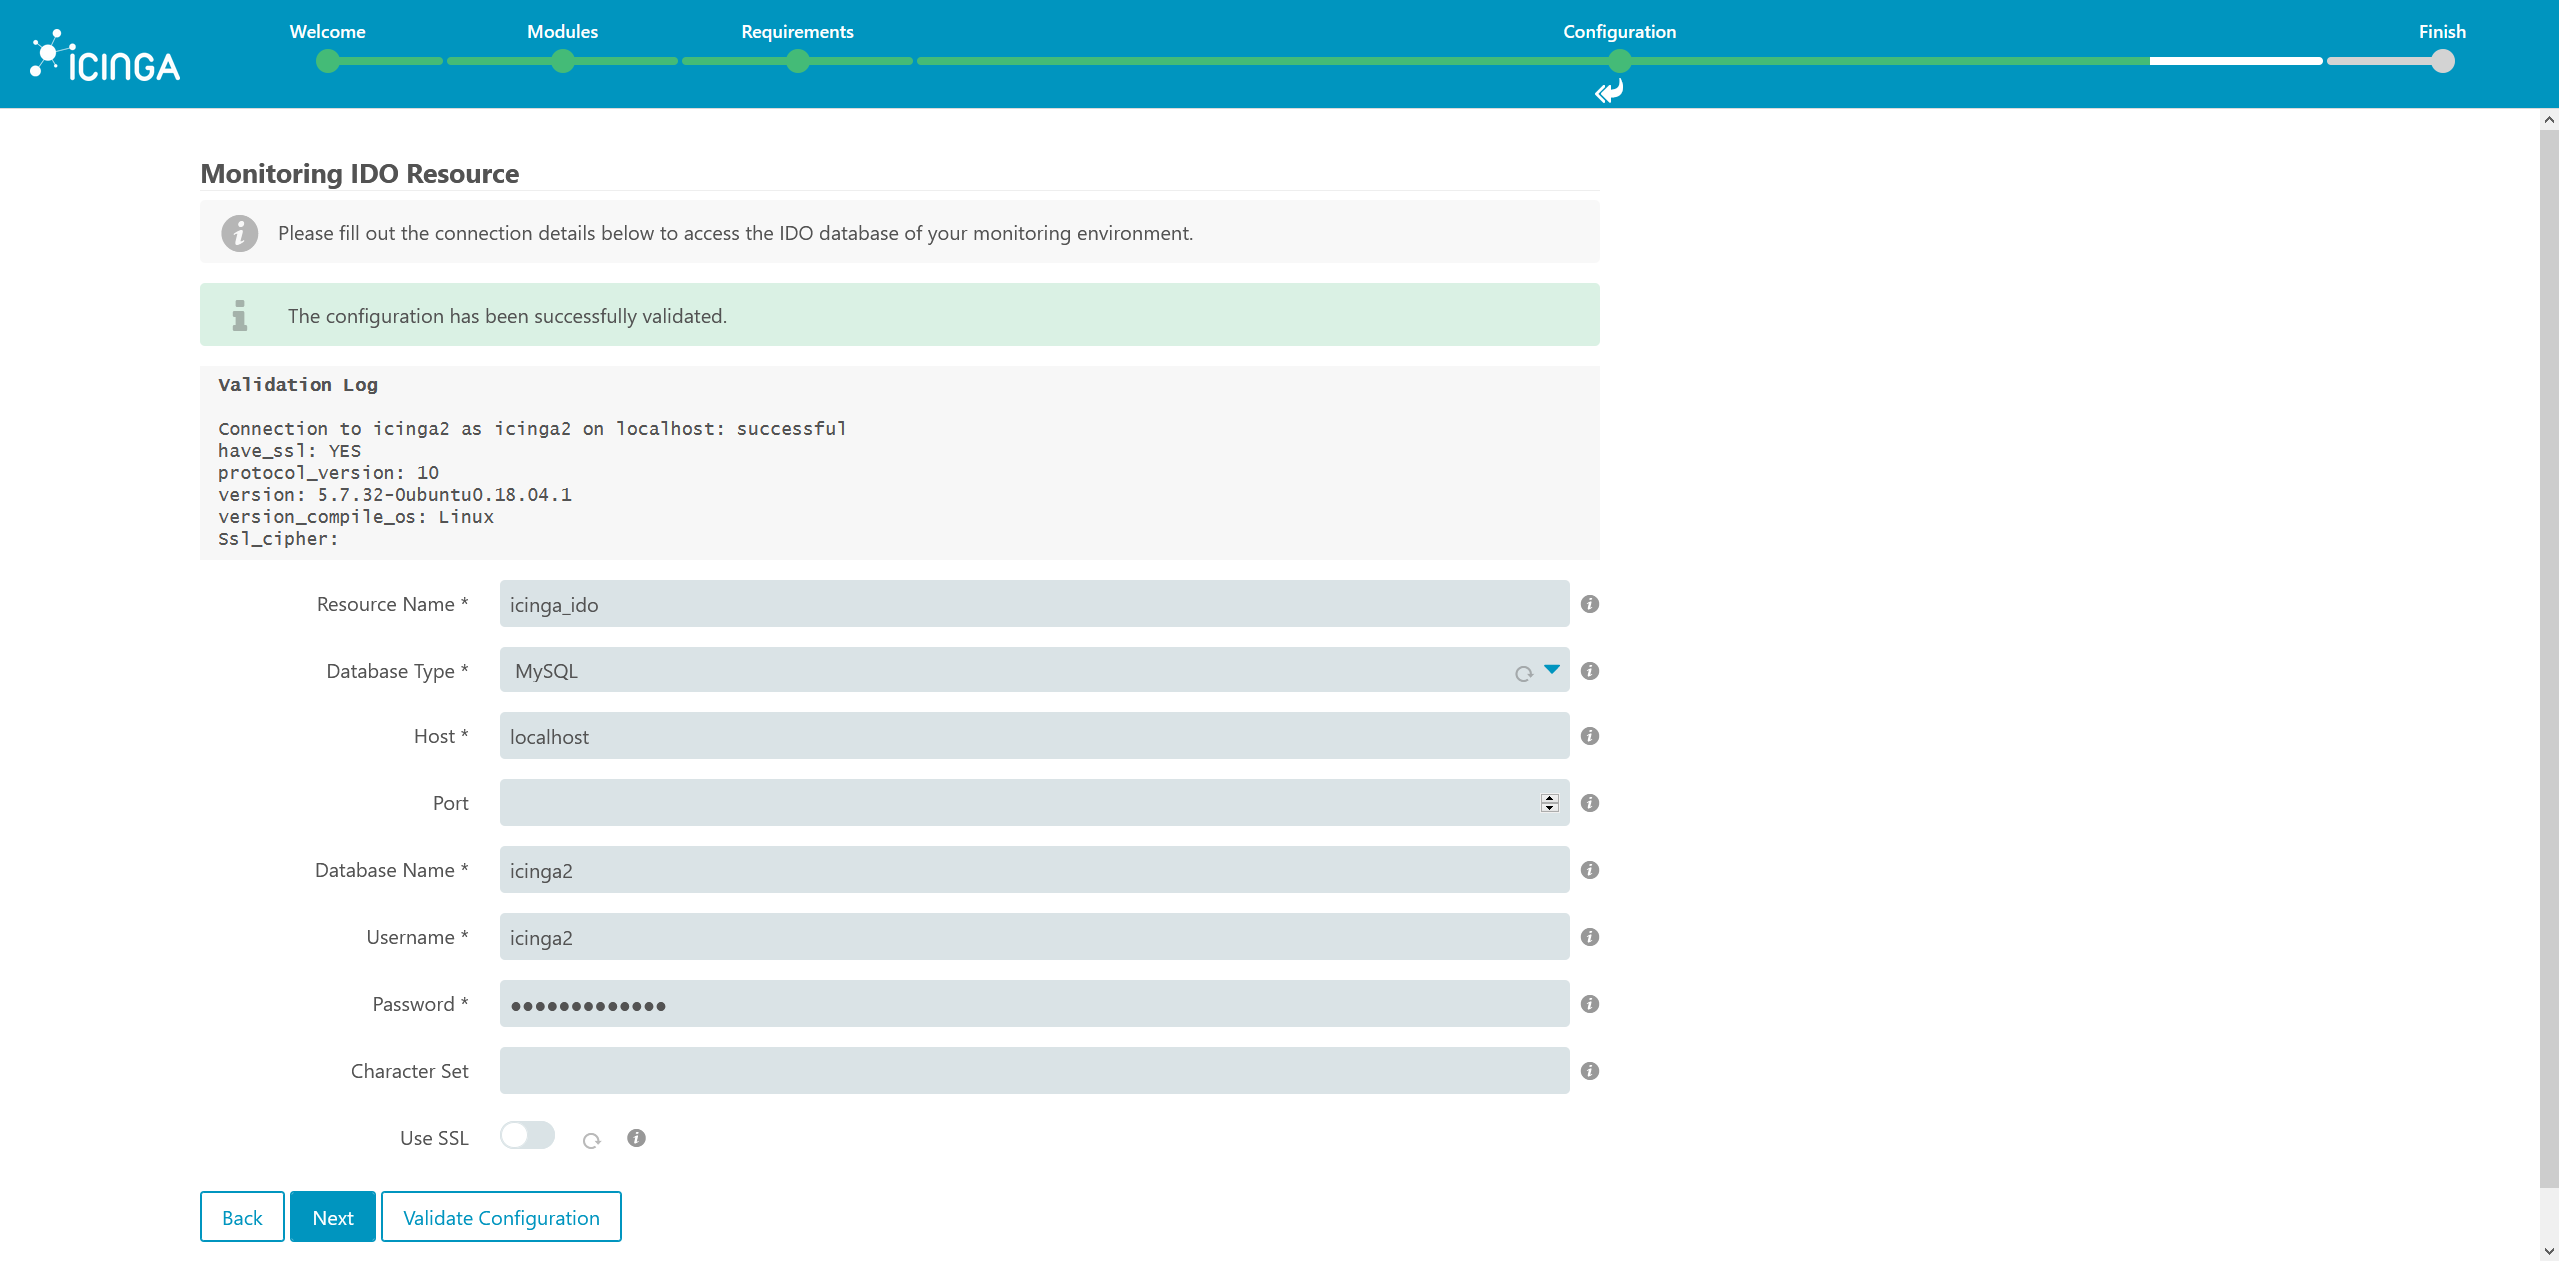 ICINGA
Welcome
Modules
Requirements
Configuration
Finish
Monitoring IDO Resource
Please fill out the connection details below to access the IDO database of your monitoring environment.
The configuration has been successfully validated.
Validation Log
Connection to icinga2 as icinga2 on localhost: successful
have_ssl: YES
protocol_version: 10
version: 5.7.32-0ubuntu0.18.04.1
version_compile_os: Linux
Ssl_cipher:
Resource Name * icinga_ido
Database Type * MySQL
Host * localhost
Port
Database Name * icinga2
Username * icinga2
Password * •••••••••••••
Character Set
Use SSL
Back Next Validate Configuration